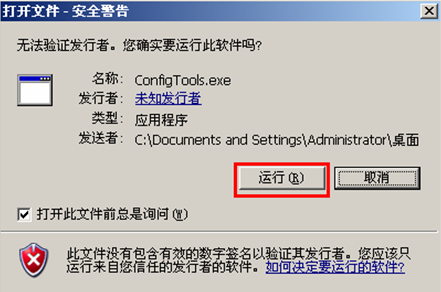 打开文件 - 安全警告
无法验证发行者。您确实要运行此软件吗?
名称: ConfigTools.exe
发行者: 未知发行者
类型: 应用程序
发送者: C:\Documents and Settings\Administrator\桌面
运行(R) 取消
打开此文件前总是询问(W)
此文件没有包含有效的数字签名以验证其发行者。您应该只
运行来自您信任的发行者的软件。如何决定要运行的软件?